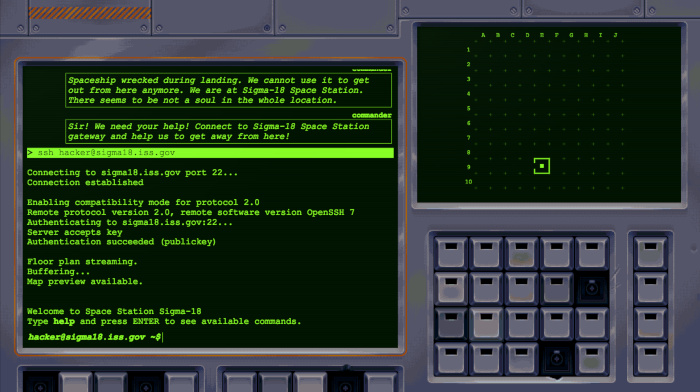 commander
Spaceship wrecked during landing. We cannot use it to get
out from here anymore. We are at Sigma-18 Space Station.
There seems to be not a soul in the whole location.
commander
Sir! We need your help! Connect to Sigma-18 Space Station
gateway and help us to get away from here!
> ssh hacker@sigma18.iss.gov
Connecting to sigma18.iss.gov port 22...
Connection established
Enabling compatibility mode for protocol 2.0
Remote protocol version 2.0, remote software version OpenSSH 7
Authenticating to sigma18.iss.gov:22...
Server accepts key
Authentication succeeded (publickey)
Floor plan streaming.
Buffering...
Map preview available.
Welcome to Space Station Sigma-18
Type help and press ENTER to see available commands.
hacker@sigma18.iss.gov ~$
A B C D E F G H I J
1
2
3
4
5
6
7
8
9
10